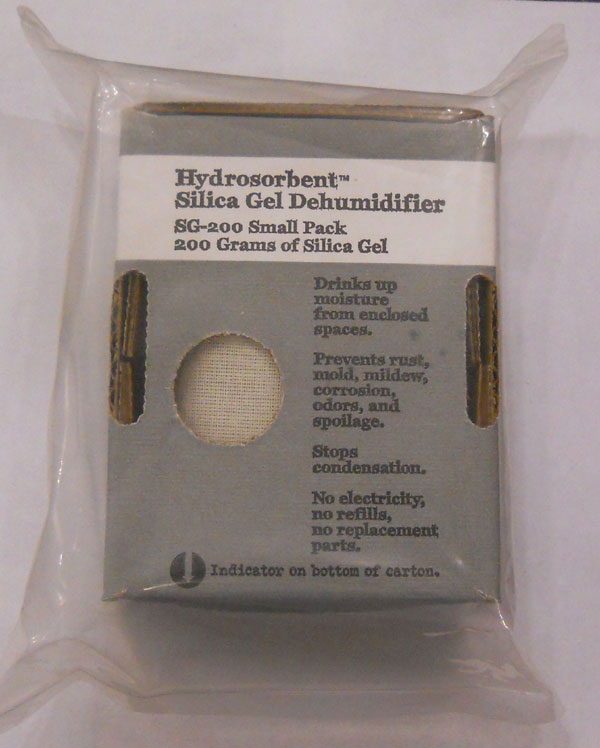 Hydrosorbent™
Silica Gel Dehumidifier
SG-200 Small Pack
200 Grams of Silica Gel
Drinks up
moisture
from enclosed
spaces.
Prevents rust,
mold, mildew,
corrosion,
odors, and
spoilage.
Stops
condensation.
No electricity,
no refills,
no replacement
parts.
Indicator on bottom of carton.